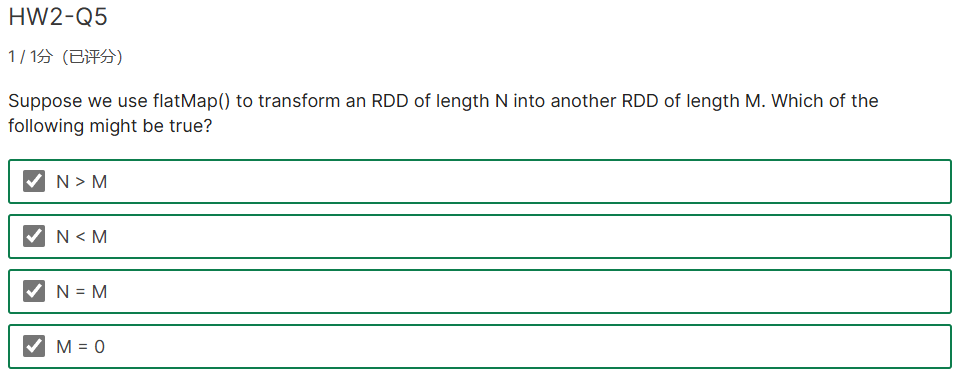 HW2-Q5
1 / 1分（已评分）
Suppose we use flatMap() to transform an RDD of length N into another RDD of length M. Which of the
following might be true?
N > M
N < M
N = M
M = 0